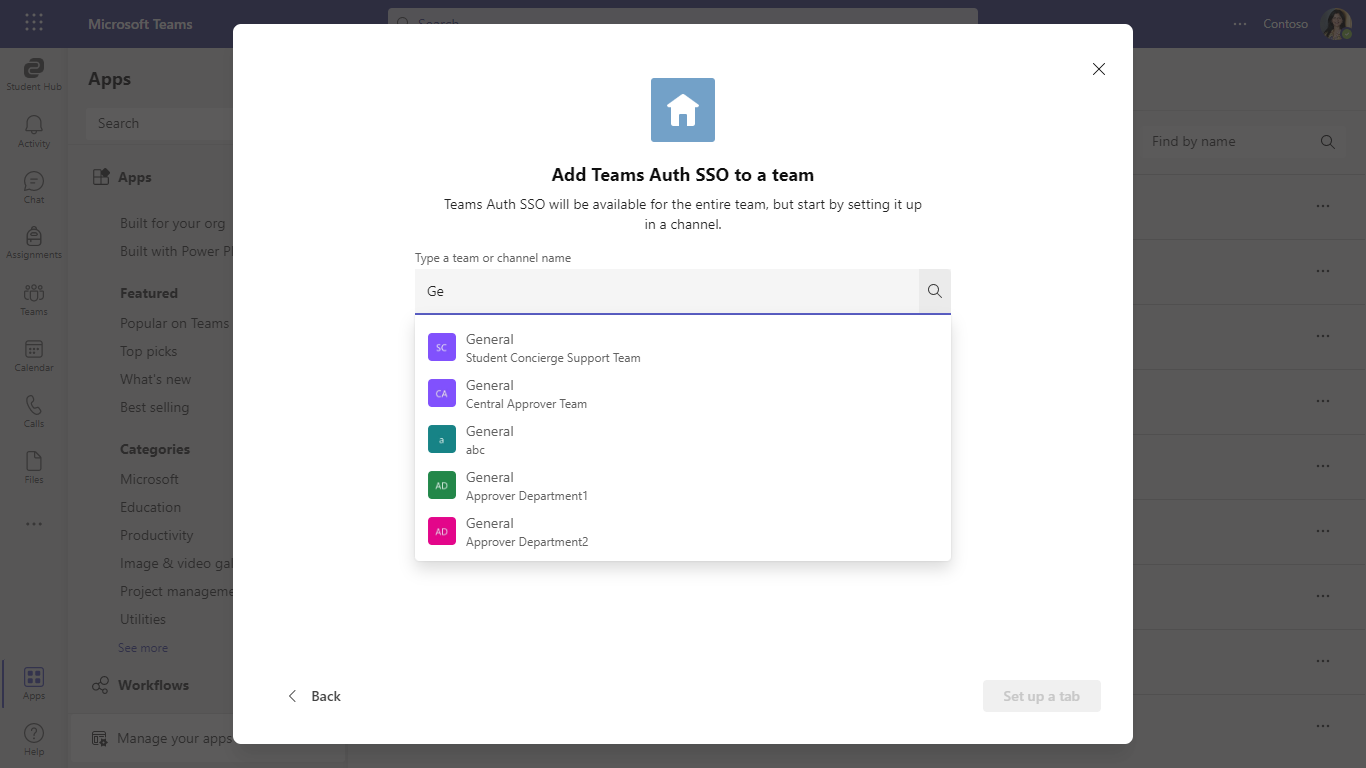 Microsoft Teams
Search
Contoso
Student Hub
Activity
Chat
Assignments
Teams
Calendar
Calls
Files
Apps
Help
Apps
Search
Apps
Built for your org
Built with Power Pl
Featured
Popular on Teams
Top picks
What's new
Best selling
Categories
Microsoft
Education
Productivity
Image & video gal
Project manageme
Utilities
See more
Workflows
Manage your apps
Find by name
Add Teams Auth SSO to a team
Teams Auth SSO will be available for the entire team, but start by setting it up
in a channel.
Type a team or channel name
Ge
SC
General
Student Concierge Support Team
CA
General
Central Approver Team
a
General
abc
AD
General
Approver Department1
AD
General
Approver Department2
Back
Set up a tab